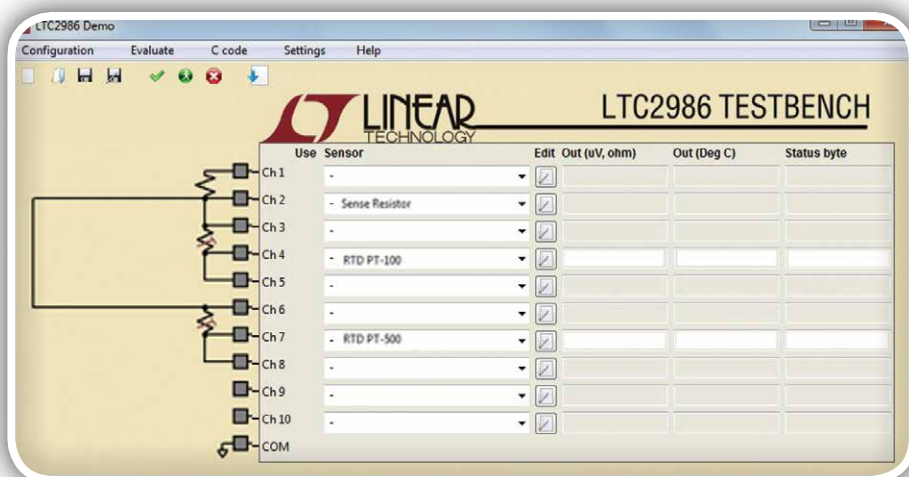 LTC2986 Demo
Configuration Evaluate C code Settings Help
LINEAR
TECHNOLOGY
LTC2986 TESTBENCH
Use Sensor Edit Out (uV, ohm) Out (Deg C) Status byte
Ch 1 -
Ch 2 - Sense Resistor
Ch 3 -
Ch 4 - RTD PT-100
Ch 5 -
Ch 6 -
Ch 7 - RTD PT-500
Ch 8 -
Ch 9 -
Ch 10 -
COM